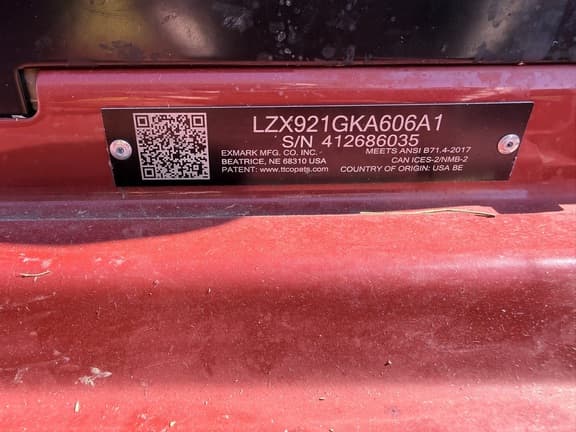 LZX921GKA606A1
S/N 412686035
EXMARK MFG. CO. INC. MEETS ANSI B71.4-2017
BEATRICE, NE 68310 USA CAN ICES-2/NMB-2
PATENT: www.ttcopats.com COUNTRY OF ORIGIN: USA BE